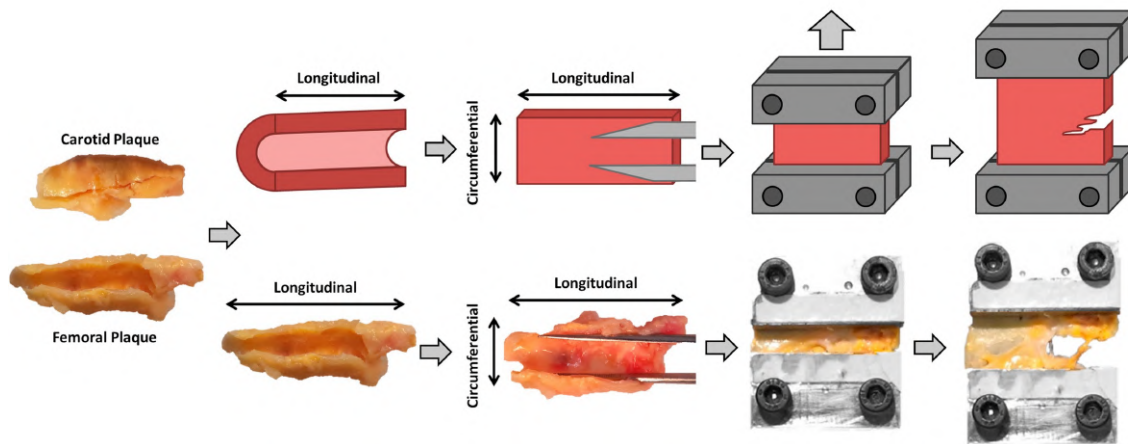 Longitudinal
Longitudinal
Circumferential
Carotid Plaque
Longitudinal
Longitudinal
Circumferential
Femoral Plaque